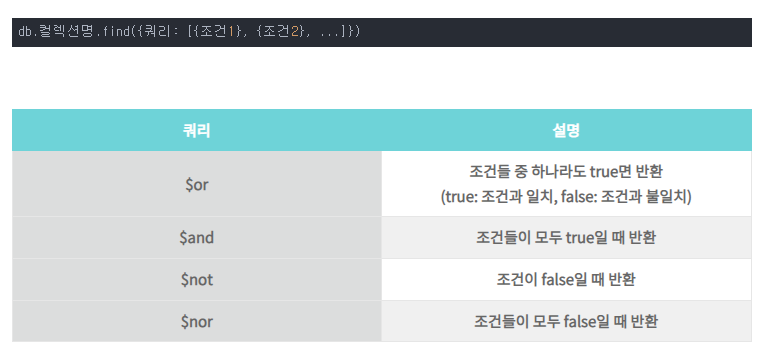 db.컬렉션명.find({쿼리: [{조건1}, {조건2}, ...]})
쿼리 설명
$or 조건들 중 하나라도 true면 반환
(true: 조건과 일치, false: 조건과 불일치)
$and 조건들이 모두 true일 때 반환
$not 조건이 false일 때 반환
$nor 조건들이 모두 false일 때 반환